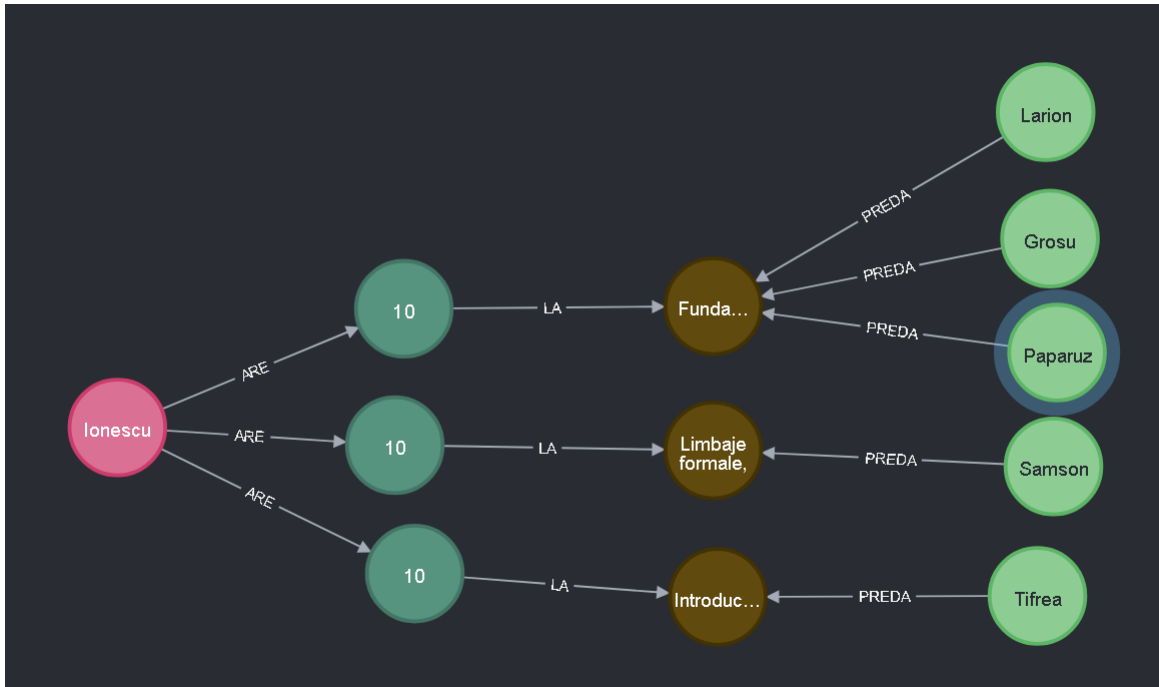 Larion
PREDA
Grosu
PREDA
10
LA
Funda…
PREDA
Paparuz
ARE
Ionescu
ARE
10
LA
Limbaje
formale,
PREDA
Samson
ARE
10
LA
Introduc…
PREDA
Tifrea